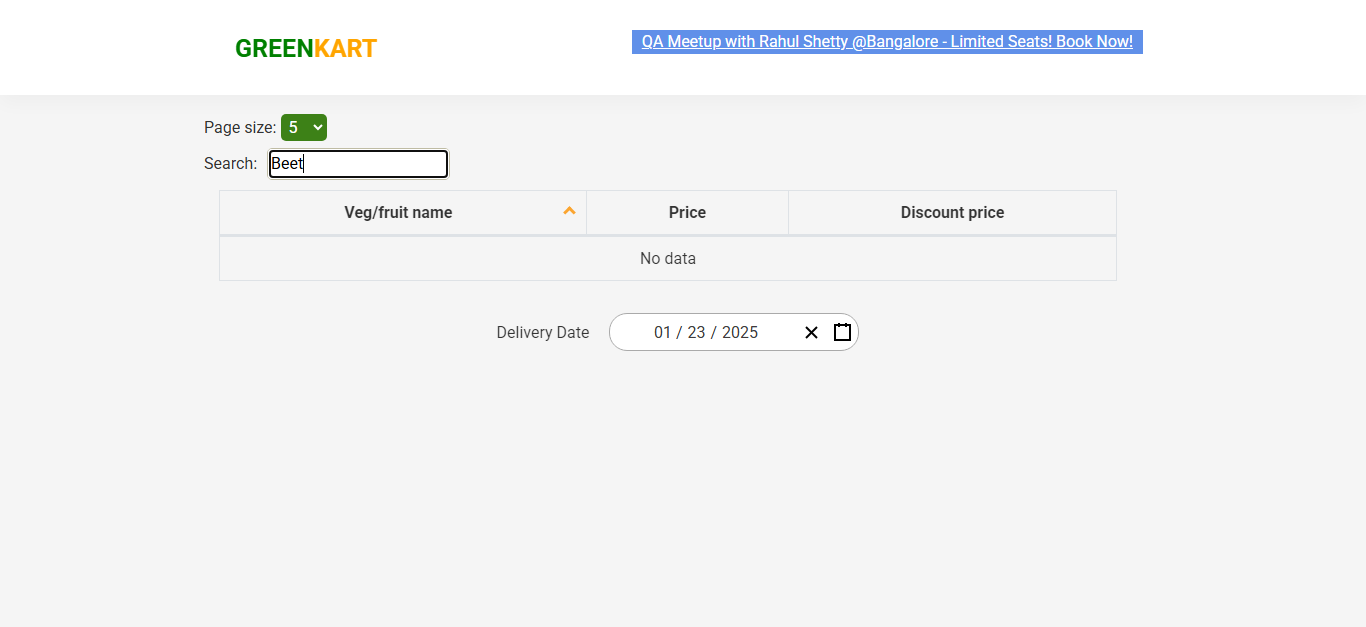 GREENKART
QA Meetup with Rahul Shetty @Bangalore - Limited Seats! Book Now!
Page size: 5
Search: Beet
Veg/fruit name Price Discount price
No data
Delivery Date 01 / 23 / 2025